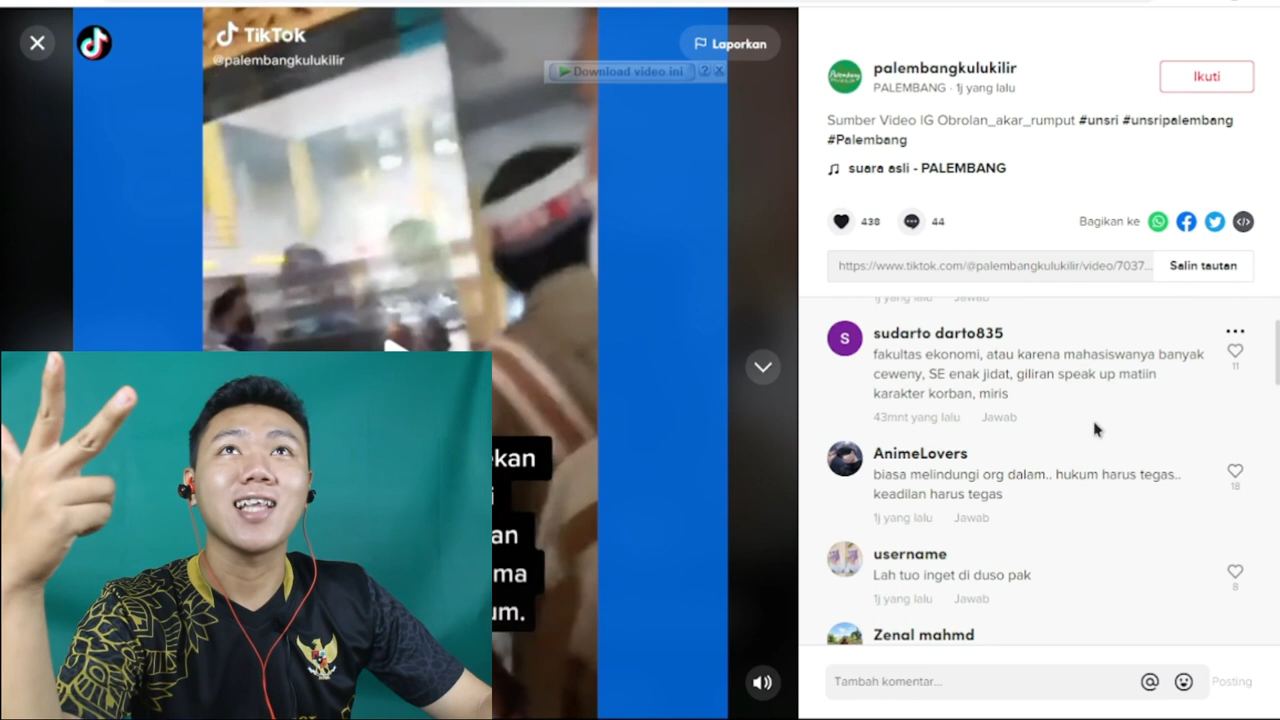 TikTok
@palembangkulukilir
Laporkan
Download video ini
?
kan
i
an
ma
um.
palembangkulukilir
PALEMBANG · 1j yang lalu
Ikuti
Sumber Video IG Obrolan_akar_rumput #unsri #unsripalembang
#Palembang
suara asli - PALEMBANG
438
44
Bagikan ke
https://www.tiktok.com/@palembangkulukilir/video/7037...
Salin tautan
1j yang lalu Jawab
S
sudarto darto835
fakultas ekonomi, atau karena mahasiswanya banyak
ceweny, SE enak jidat, giliran speak up matiin
karakter korban, miris
11
43mnt yang lalu Jawab
AnimeLovers
biasa melindungi org dalam.. hukum harus tegas..
keadilan harus tegas
18
1j yang lalu Jawab
username
Lah tuo inget di duso pak
8
1j yang lalu Jawab
Zenal mahmd
Tambah komentar...
Posting